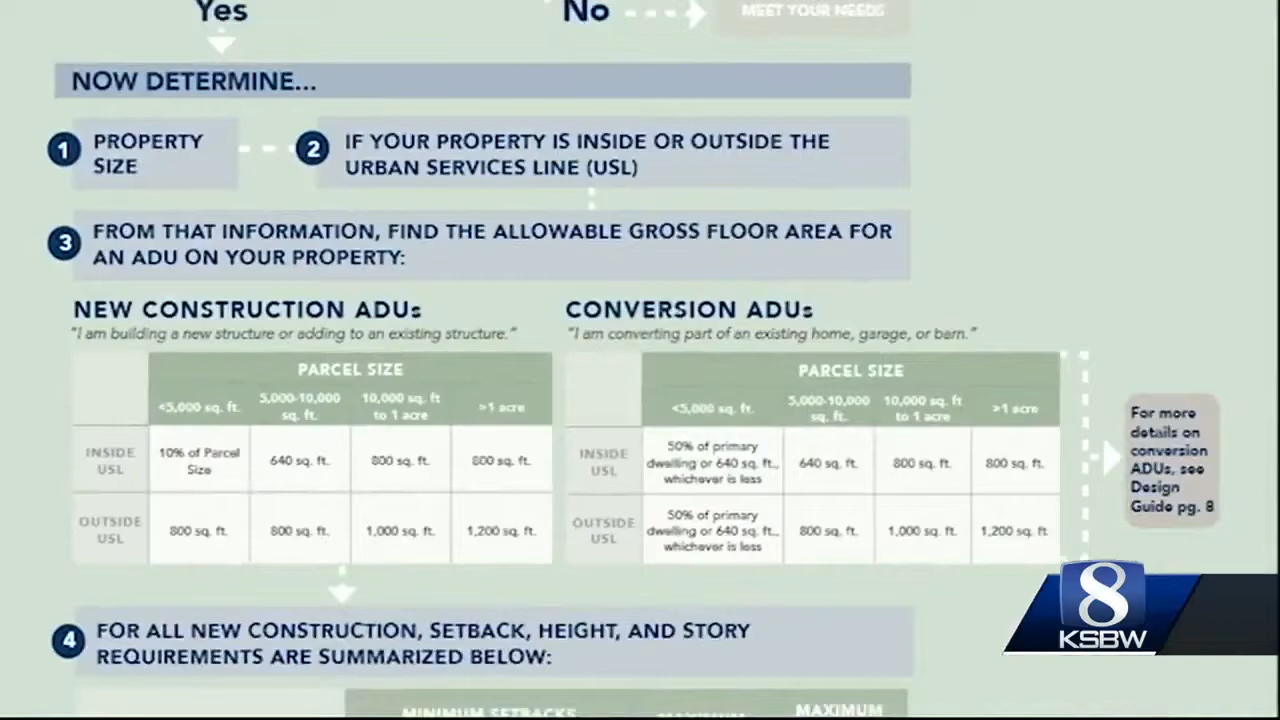 Yes
No
MEET YOUR NEEDS
NOW DETERMINE...
1
PROPERTY
SIZE
2
IF YOUR PROPERTY IS INSIDE OR OUTSIDE THE
URBAN SERVICES LINE (USL)
3
FROM THAT INFORMATION, FIND THE ALLOWABLE GROSS FLOOR AREA FOR
AN ADU ON YOUR PROPERTY:
NEW CONSTRUCTION ADUs
"I am building a new structure or adding to an existing structure."
PARCEL SIZE
<5,000 sq. ft.
5,000-10,000
sq. ft.
10,000 sq. ft
to 1 acre
>1 acre
INSIDE
USL
10% of Parcel
Size
640 sq. ft.
800 sq. ft.
800 sq. ft.
OUTSIDE
USL
800 sq. ft.
800 sq. ft.
1,000 sq. ft.
1,200 sq. ft.
CONVERSION ADUs
"I am converting part of an existing home, garage, or barn."
PARCEL SIZE
<5,000 sq. ft.
5,000-10,000
sq. ft.
10,000 sq. ft
to 1 acre
>1 acre
INSIDE
USL
50% of primary
dwelling or 640 sq. ft.,
whichever is less
640 sq. ft.
800 sq. ft.
800 sq. ft.
OUTSIDE
USL
50% of primary
dwelling or 640 sq. ft.,
whichever is less
800 sq. ft.
1,000 sq. ft.
1,200 sq. ft.
For more
details on
conversion
ADUs, see
Design
Guide pg. 8
8
KSBW
4
FOR ALL NEW CONSTRUCTION, SETBACK, HEIGHT, AND STORY
REQUIREMENTS ARE SUMMARIZED BELOW:
MINIMUM SETBACKS
MAXIMUM
MAXIMUM